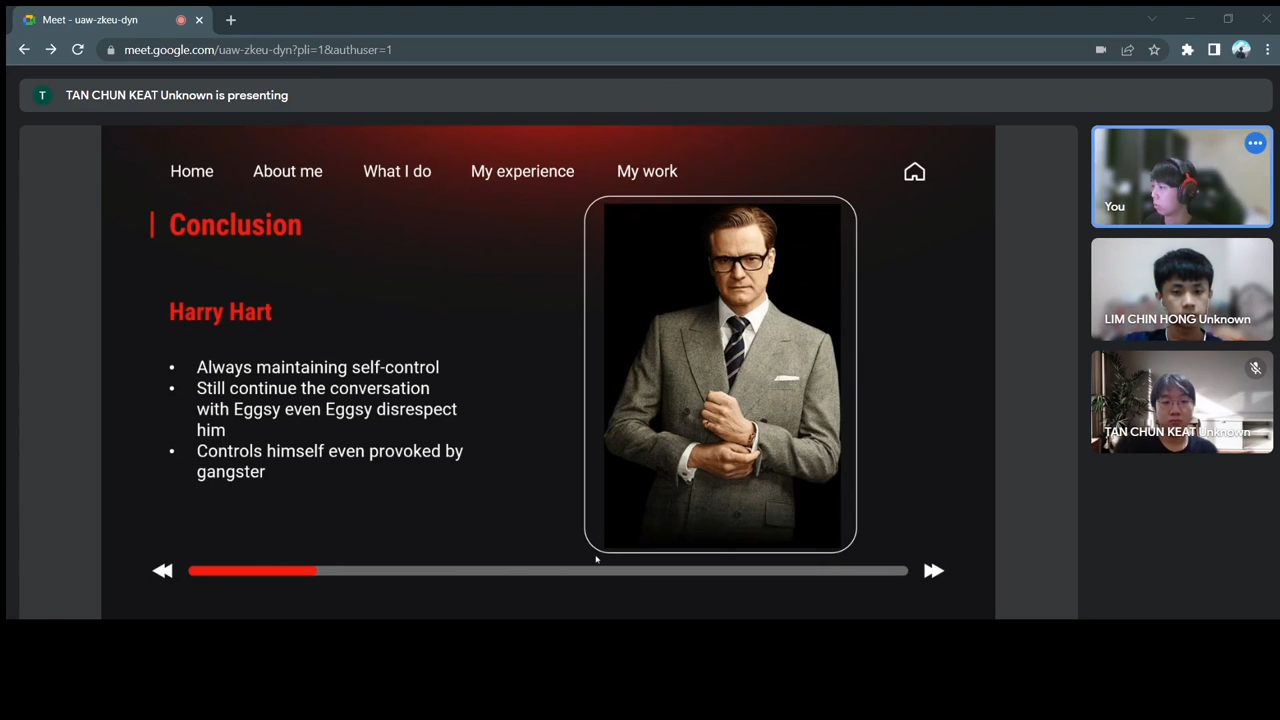 Meet - uaw-zkeu-dyn
meet.google.com/uaw-zkeu-dyn?pli=1&authuser=1
T
TAN CHUN KEAT Unknown is presenting
Home About me What I do My experience My work
Conclusion
Harry Hart
• Always maintaining self-control
• Still continue the conversation
with Eggsy even Eggsy disrespect
him
• Controls himself even provoked by
gangster
You
LIM CHIN HONG Unknown
TAN CHUN KEAT Unknown